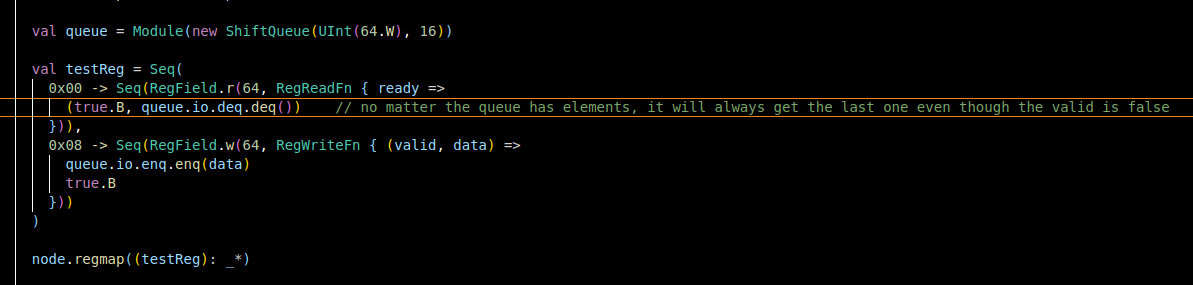 val queue = Module(new ShiftQueue(UInt(64.W), 16))
val testReg = Seq(
0x00 -> Seq(RegField.r(64, RegReadFn { ready =>
(true.B, queue.io.deq.deq())    // no matter the queue has elements, it will always get the last one even though the valid is false
})),
0x08 -> Seq(RegField.w(64, RegWriteFn { (valid, data) =>
queue.io.enq.enq(data)
true.B
}))
)
node.regmap((testReg): _*)